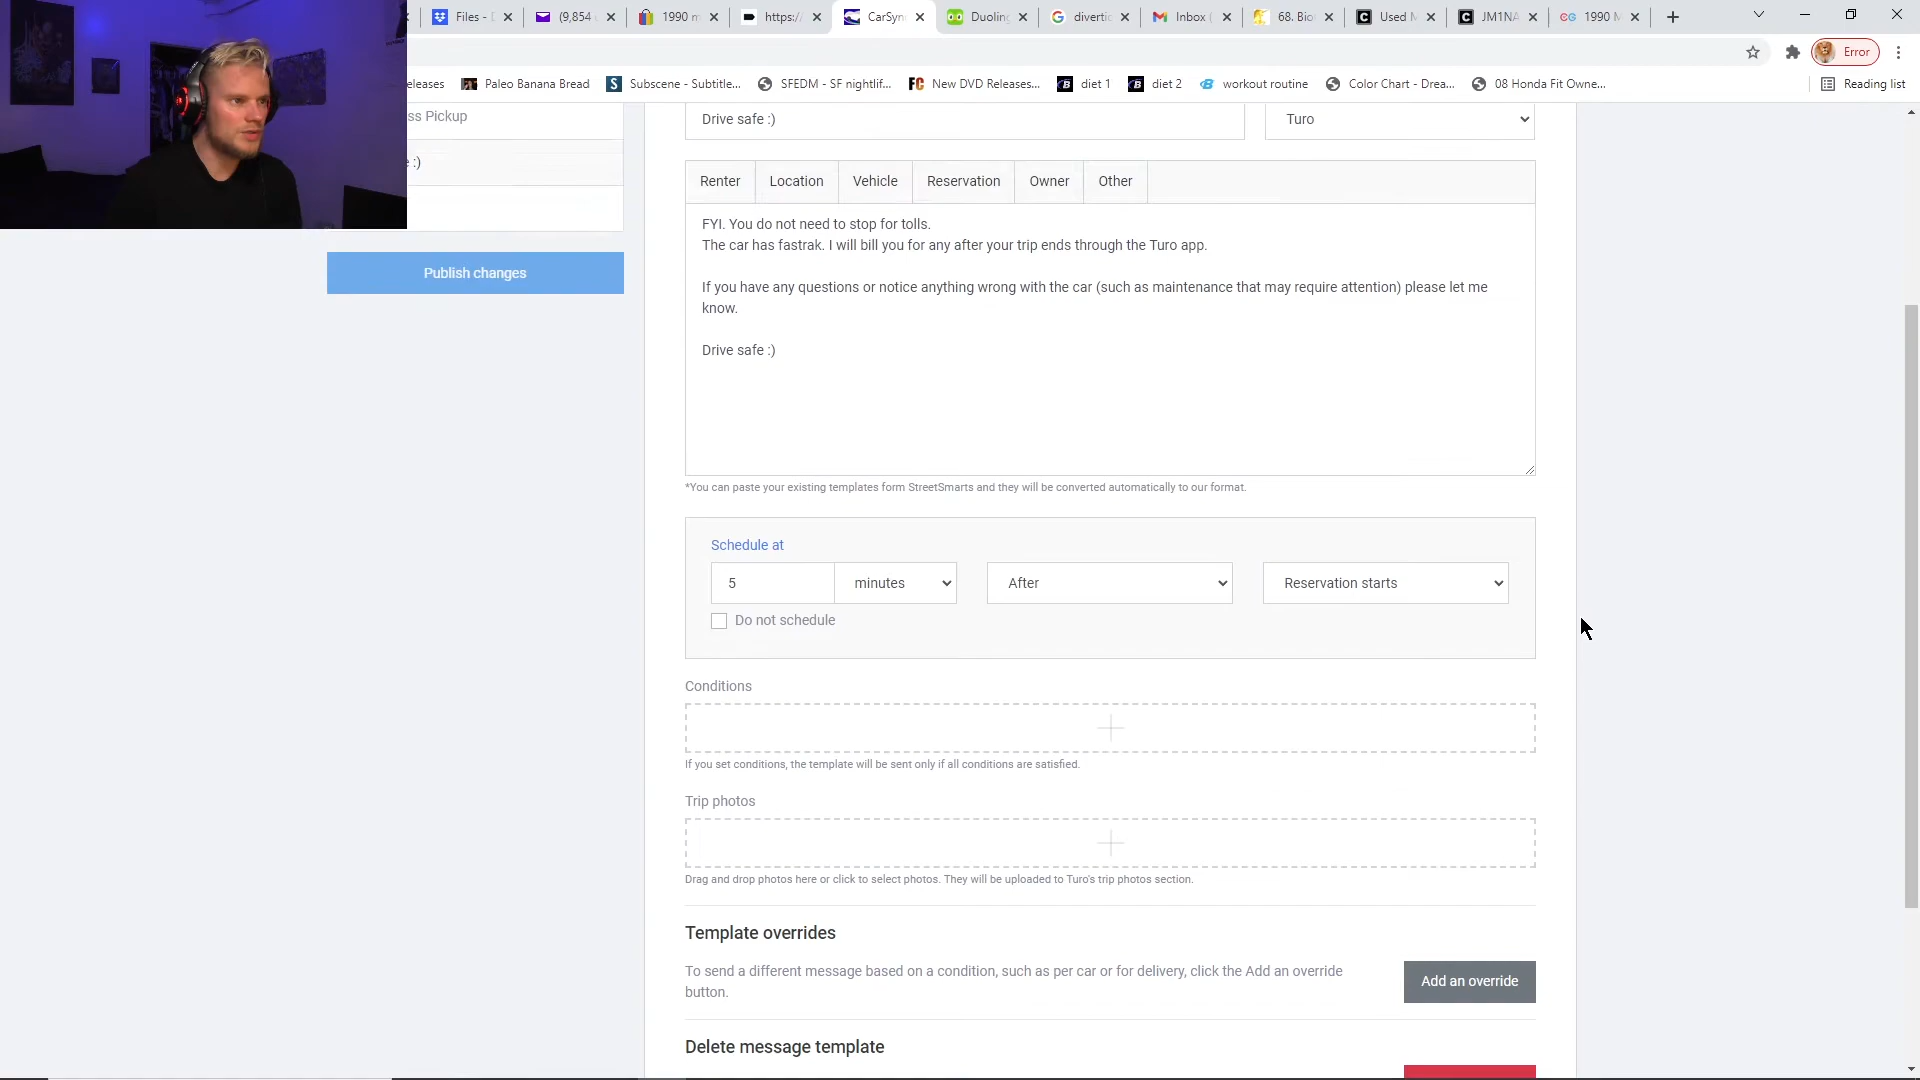 Files - D
(9,854
1990 m
https:/
CarSyn
Duoling
divertic
Inbox (
68. Bio
Used M
JM1NA
1990 M
Error
eleases
Paleo Banana Bread
Subscene - Subtitle...
SFEDM - SF nightlif...
New DVD Releases...
diet 1
diet 2
workout routine
Color Chart - Drea...
08 Honda Fit Owne...
Reading list
ss Pickup
e :)
Publish changes
Drive safe :)
Turo
Renter
Location
Vehicle
Reservation
Owner
Other
FYI. You do not need to stop for tolls.
The car has fastrak. I will bill you for any after your trip ends through the Turo app.
If you have any questions or notice anything wrong with the car (such as maintenance that may require attention) please let me
know.
Drive safe :)
*You can paste your existing templates form StreetSmarts and they will be converted automatically to our format.
Schedule at
5
minutes
After
Reservation starts
Do not schedule
Conditions
If you set conditions, the template will be sent only if all conditions are satisfied.
Trip photos
Drag and drop photos here or click to select photos. They will be uploaded to Turo's trip photos section.
Template overrides
To send a different message based on a condition, such as per car or for delivery, click the Add an override
button.
Add an override
Delete message template